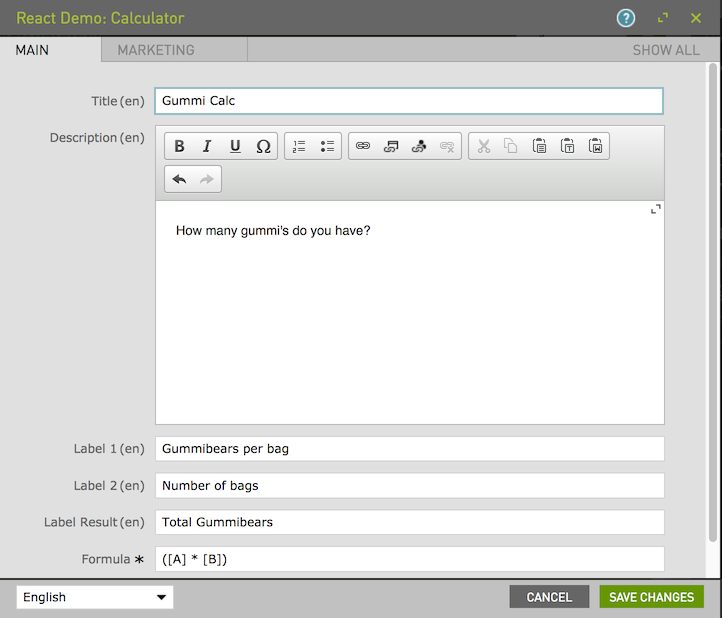 React Demo: Calculator
?
MAIN MARKETING SHOW ALL
Title (en) Gummi Calc
Description (en)
B I U Ω
How many gummi's do you have?
Label 1 (en) Gummibears per bag
Label 2 (en) Number of bags
Label Result (en) Total Gummibears
Formula * ([A] * [B])
English CANCEL SAVE CHANGES